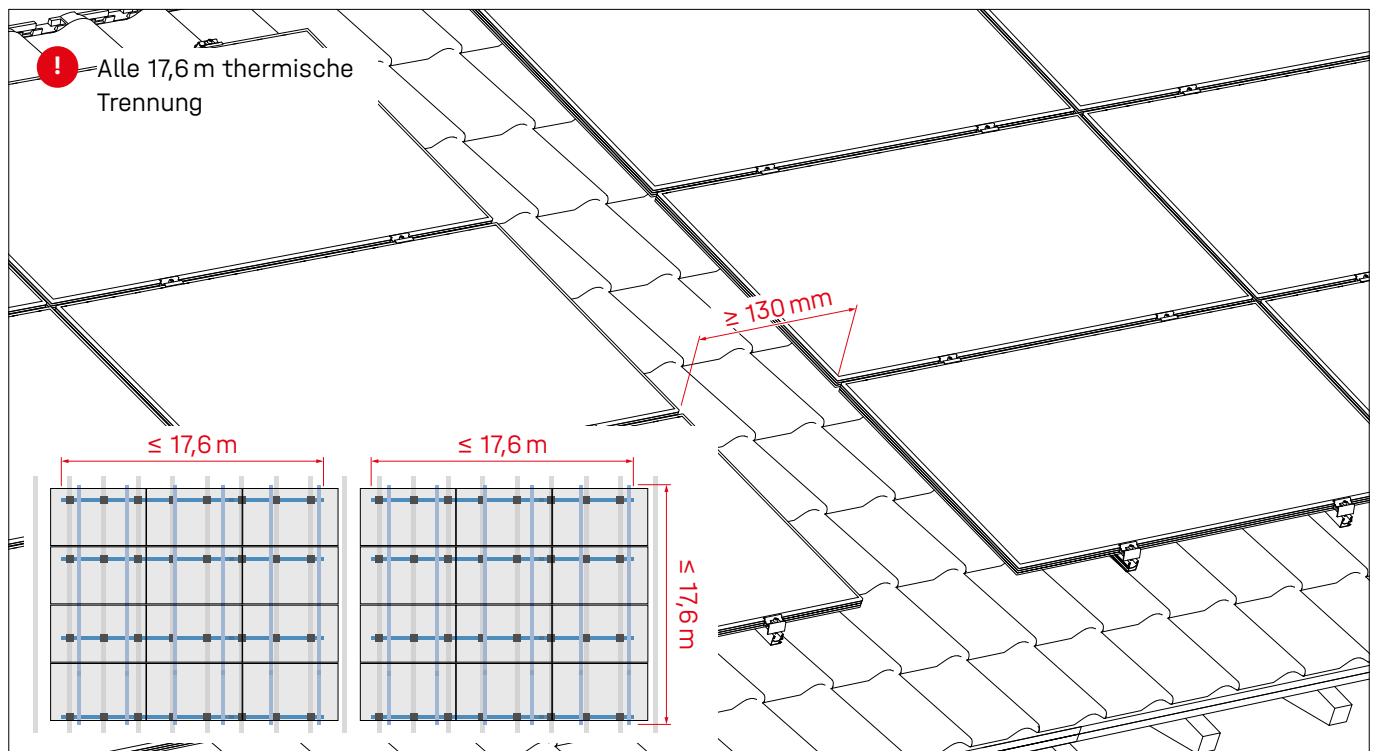 ! Alle 17,6 m thermische
Trennung
≥ 130 mm
≤ 17,6 m
≤ 17,6 m
≤ 17,6 m